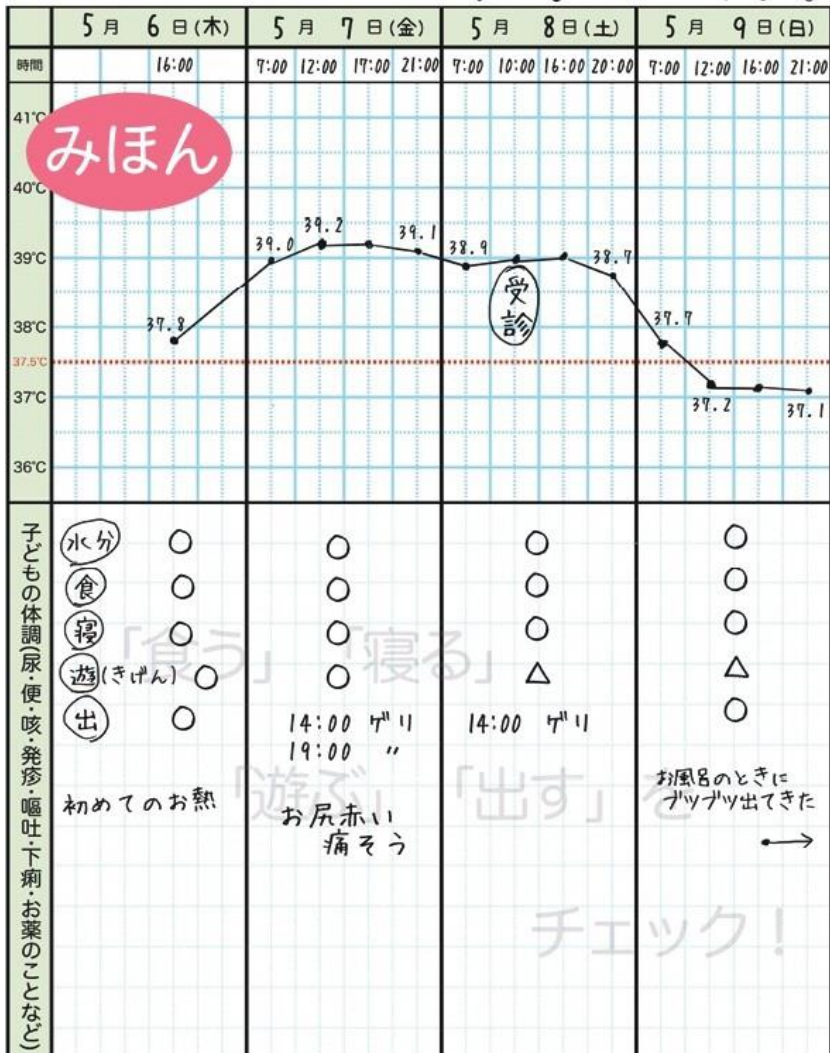 5月 6日(木) 5月 7日(金) 5月 8日(土) 5月 9日(日)
時間 16:00 7:00 12:00 17:00 21:00 7:00 10:00 16:00 20:00 7:00 12:00 16:00 21:00
41℃
みほん
40℃
39.0 39.2 39.1 38.9 38.7
39℃
受診
38℃
37.8 37.7
37.5℃
37℃
37.2 37.1
36℃
子どもの体調(尿・便・咳・発疹・嘔吐・下痢・お薬のことなど)
水分 ○ ○ ○ ○
食 ○ ○ ○ ○
寝 ○ ○ ○ ○
「食う」「寝る」
遊(きげん) ○ ○ △ △
出 ○ 14:00 ゲリ 14:00 ゲリ ○
19:00 〃
「遊ぶ」「出す」を
初めてのお熱
お尻赤い
痛そう
お風呂のときに
ブツブツ出てきた
チェック!